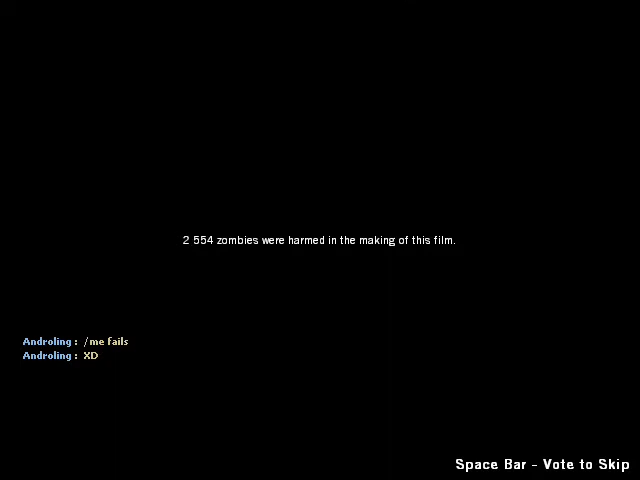 2 554 zombies were harmed in the making of this film.
Androling : /me fails
Androling : XD
Space Bar - Vote to Skip